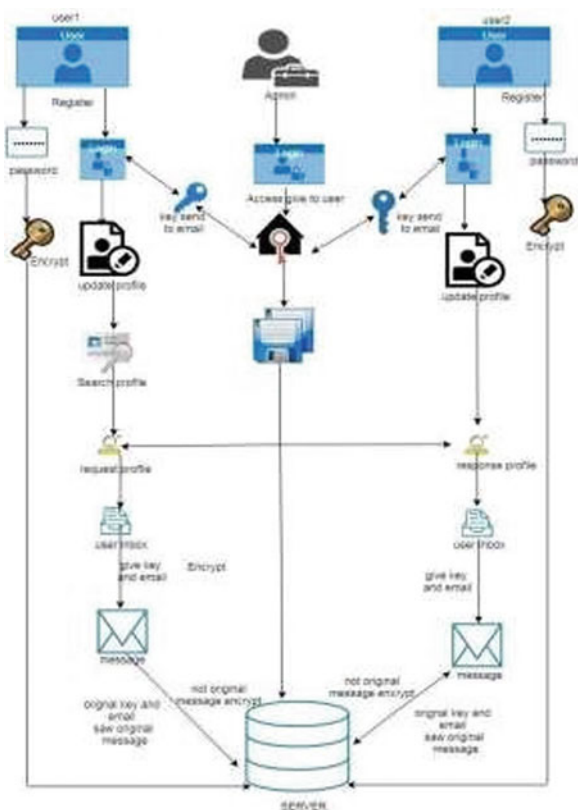 user1
User
Register
password
Encrypt
Login
update profile
Search profile
request profile
user inbox
give key
and email
Encrypt
message
not original
message encrypt
orignal key and
email
saw original
message
Admin
Login
Access give to user
key send
to email
key send
to email
user2
User
Register
password
Encrypt
Login
update profile
response profile
user inbox
give key
and email
message
not original
message encrypt
orignal key and
email
saw original
message
SERVER